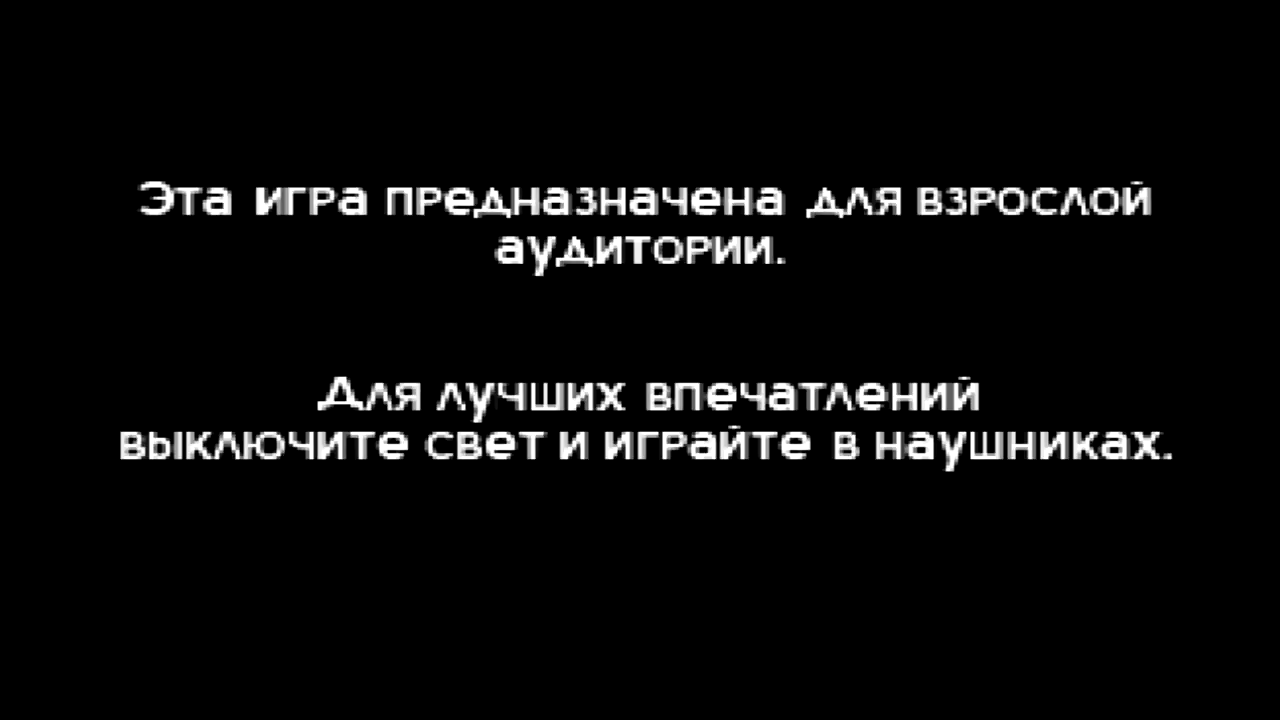 Эта игра предназначена для взрослой
аудитории.
Для лучших впечатлений
выключите свет и играйте в наушниках.